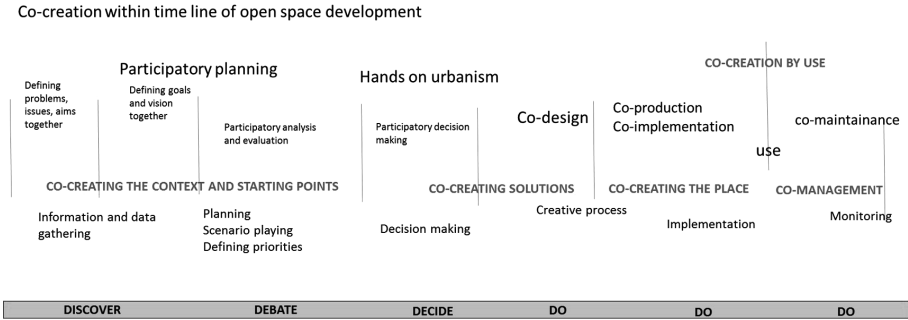 Co-creation within time line of open space development
CO-CREATION BY USE
Participatory planning
Hands on urbanism
Defining
problems,
issues, aims
together
Defining goals
and vision
together
Participatory analysis
and evaluation
Participatory decision
making
Co-design
Co-production
Co-implementation
co-maintainance
use
CO-CREATING THE CONTEXT AND STARTING POINTS
CO-CREATING SOLUTIONS
CO-CREATING THE PLACE
CO-MANAGEMENT
Information and data
gathering
Planning
Scenario playing
Defining priorities
Decision making
Creative process
Implementation
Monitoring
DISCOVER
DEBATE
DECIDE
DO
DO
DO